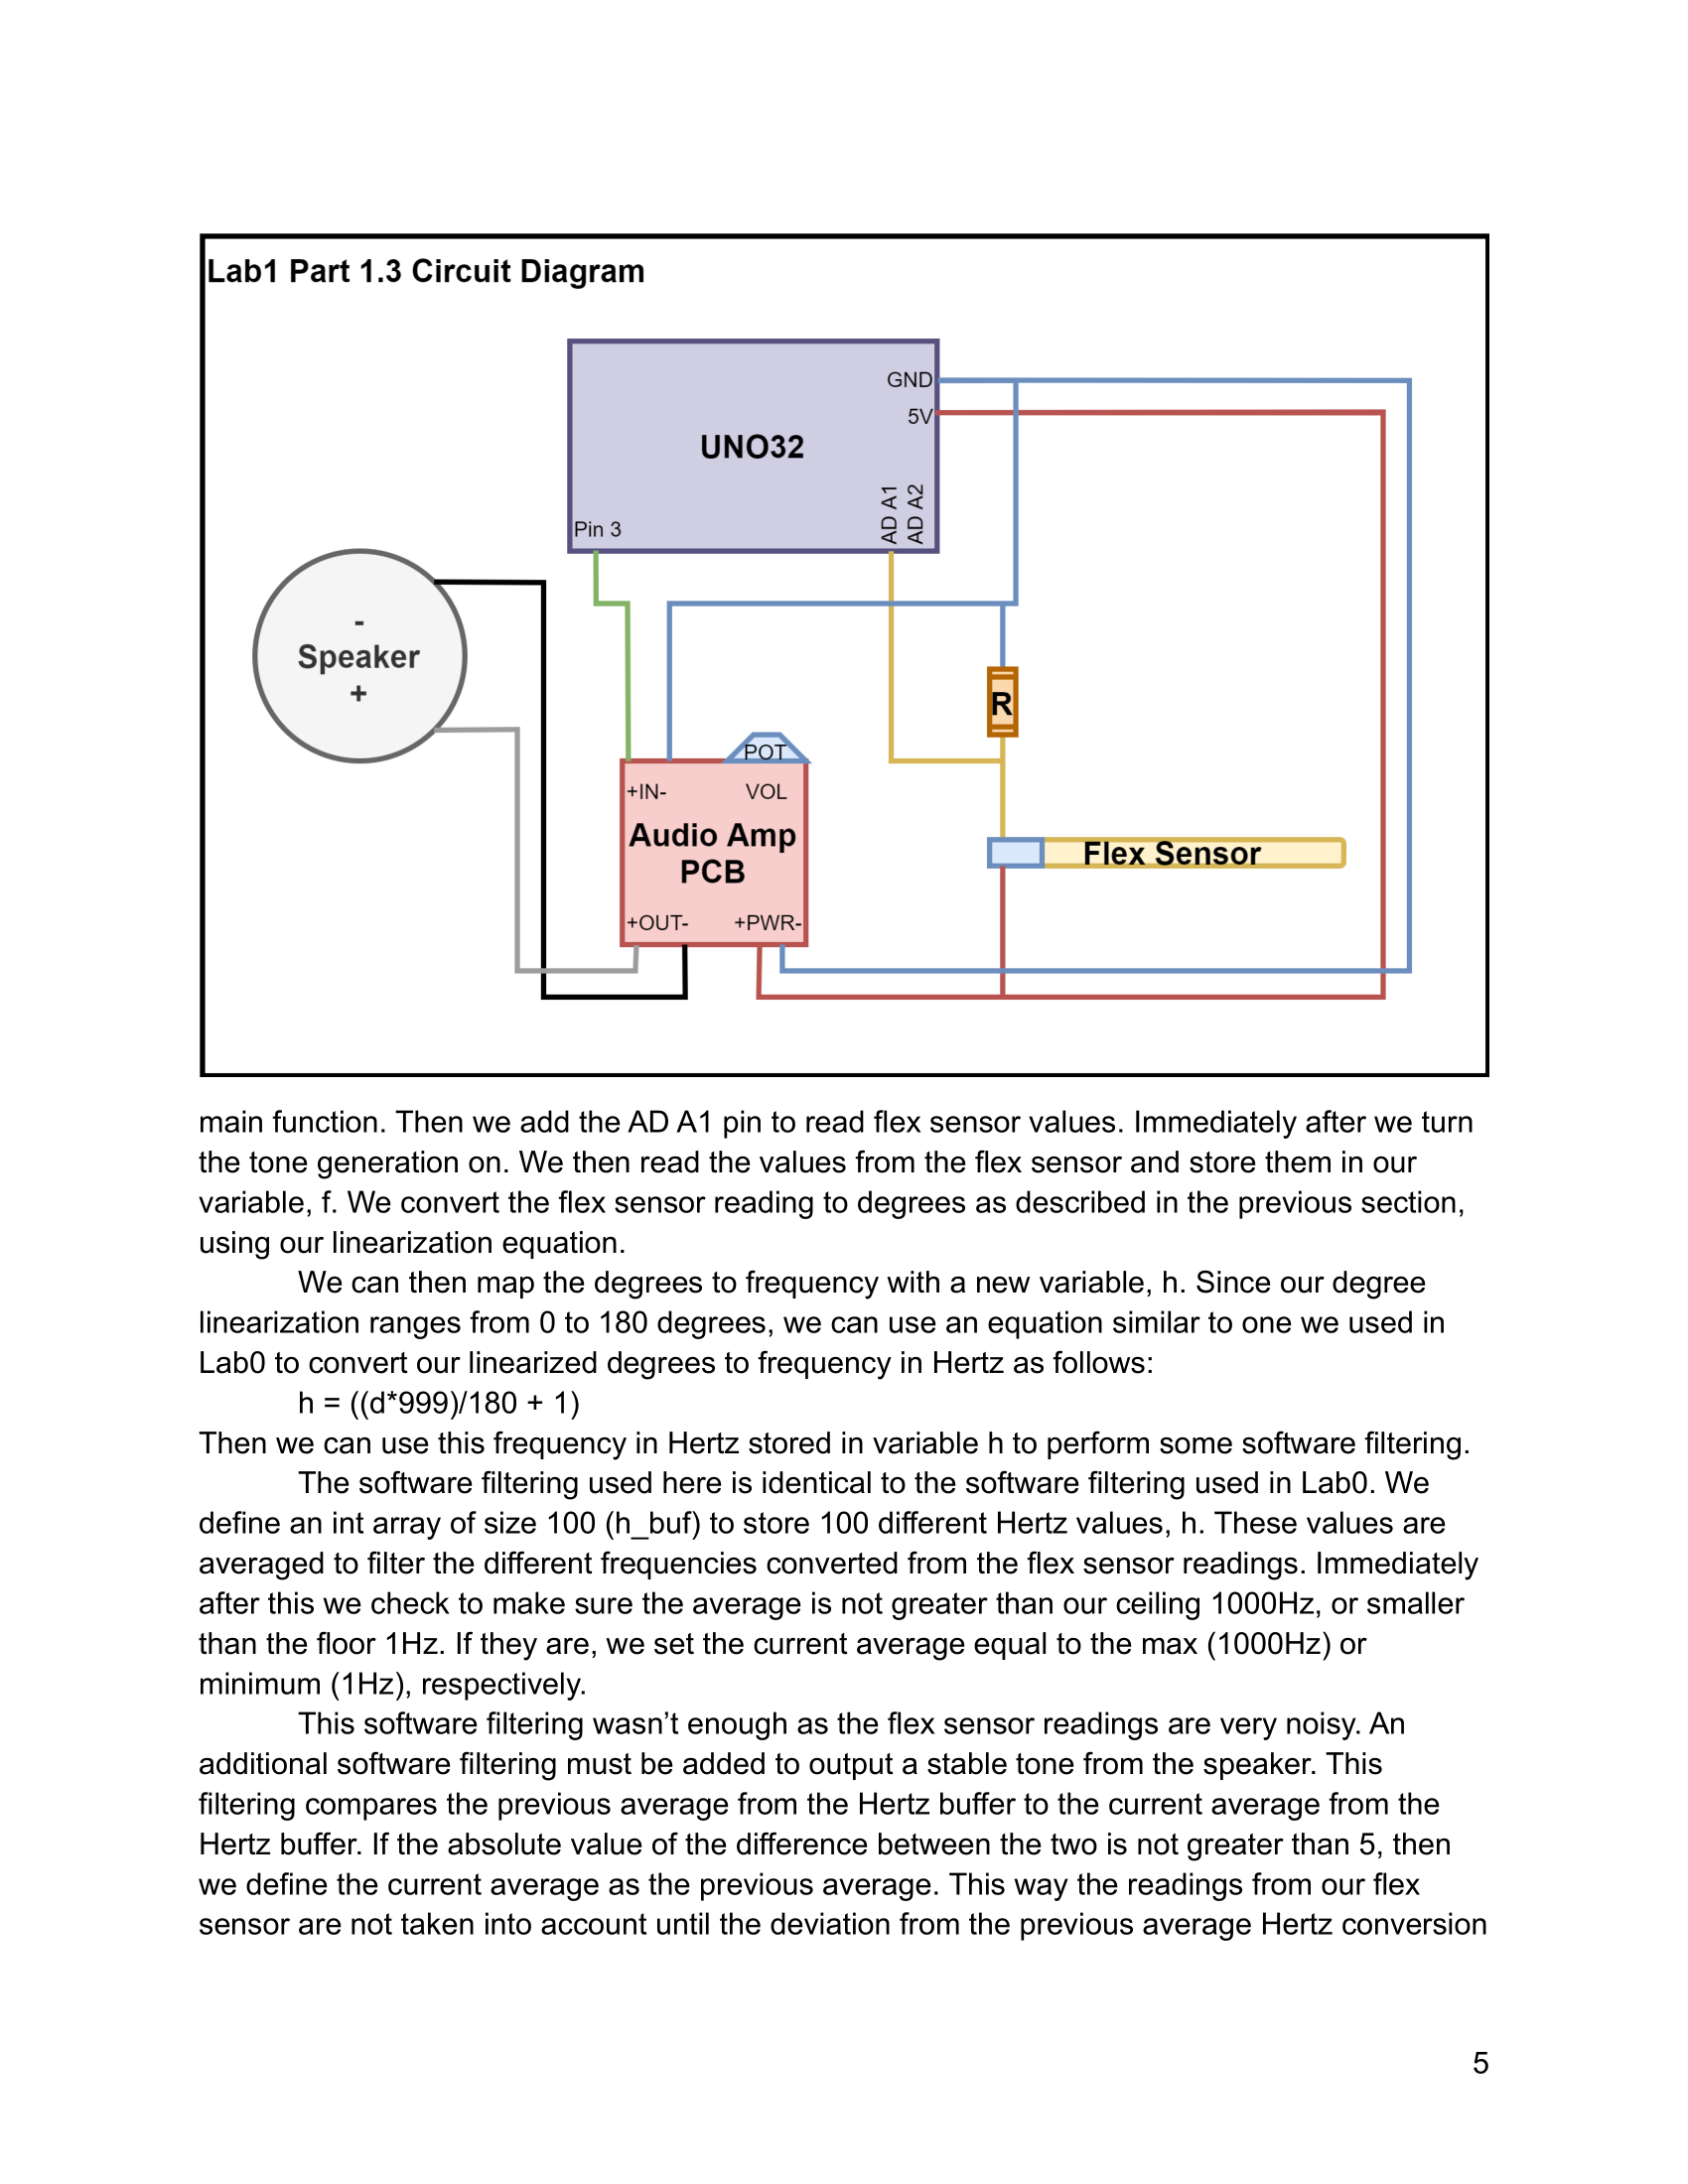 Lab1 Part 1.3 Circuit Diagram
GND
5V
UNO32
AD A1
AD A2
Pin 3
-
Speaker
+
R
POT
+IN-
VOL
Audio Amp
PCB
Flex Sensor
+OUT-
+PWR-
main function. Then we add the AD A1 pin to read flex sensor values. Immediately after we turn
the tone generation on. We then read the values from the flex sensor and store them in our
variable, f. We convert the flex sensor reading to degrees as described in the previous section,
using our linearization equation.
We can then map the degrees to frequency with a new variable, h. Since our degree
linearization ranges from 0 to 180 degrees, we can use an equation similar to one we used in
Lab0 to convert our linearized degrees to frequency in Hertz as follows:
h = ((d*999)/180 + 1)
Then we can use this frequency in Hertz stored in variable h to perform some software filtering.
The software filtering used here is identical to the software filtering used in Lab0. We
define an int array of size 100 (h_buf) to store 100 different Hertz values, h. These values are
averaged to filter the different frequencies converted from the flex sensor readings. Immediately
after this we check to make sure the average is not greater than our ceiling 1000Hz, or smaller
than the floor 1Hz. If they are, we set the current average equal to the max (1000Hz) or
minimum (1Hz), respectively.
This software filtering wasn’t enough as the flex sensor readings are very noisy. An
additional software filtering must be added to output a stable tone from the speaker. This
filtering compares the previous average from the Hertz buffer to the current average from the
Hertz buffer. If the absolute value of the difference between the two is not greater than 5, then
we define the current average as the previous average. This way the readings from our flex
sensor are not taken into account until the deviation from the previous average Hertz conversion
5